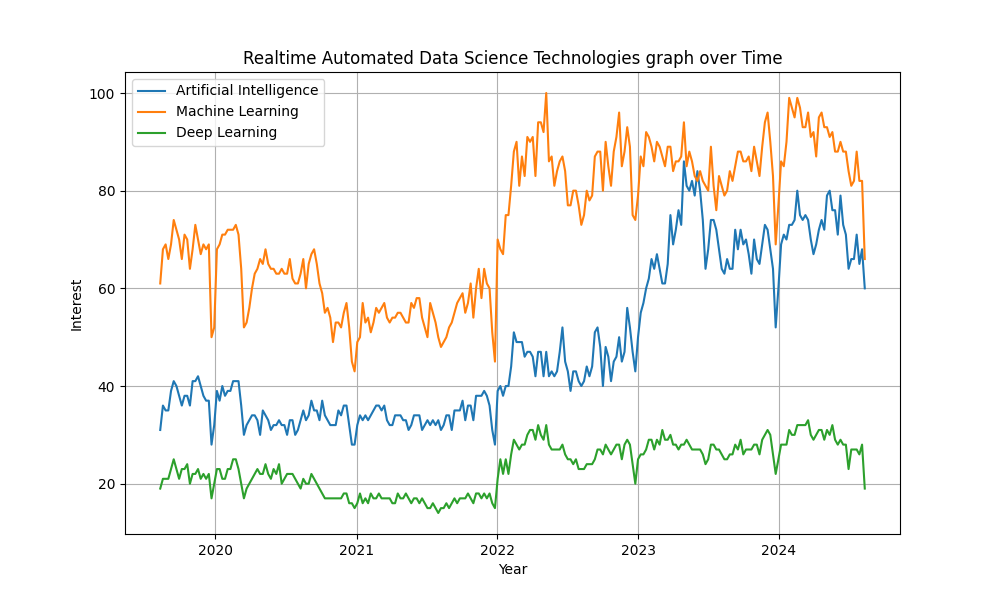 Realtime Automated Data Science Technologies graph over Time
Artificial Intelligence
Machine Learning
Deep Learning
100
80
60
40
20
Interest
2020 2021 2022 2023 2024
Year